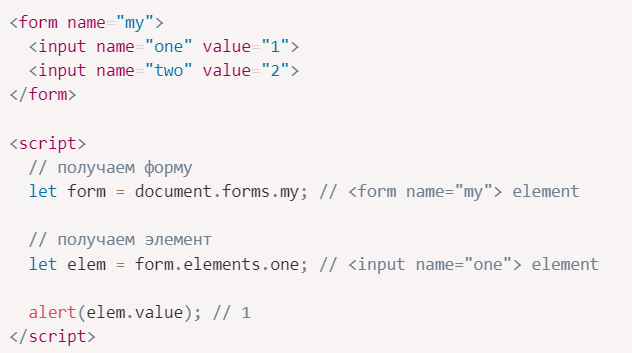 <form name="my">
  <input name="one" value="1">
  <input name="two" value="2">
</form>

<script>
  // получаем форму
  let form = document.forms.my; // <form name="my"> element

  // получаем элемент
  let elem = form.elements.one; // <input name="one"> element

  alert(elem.value); // 1
</script>